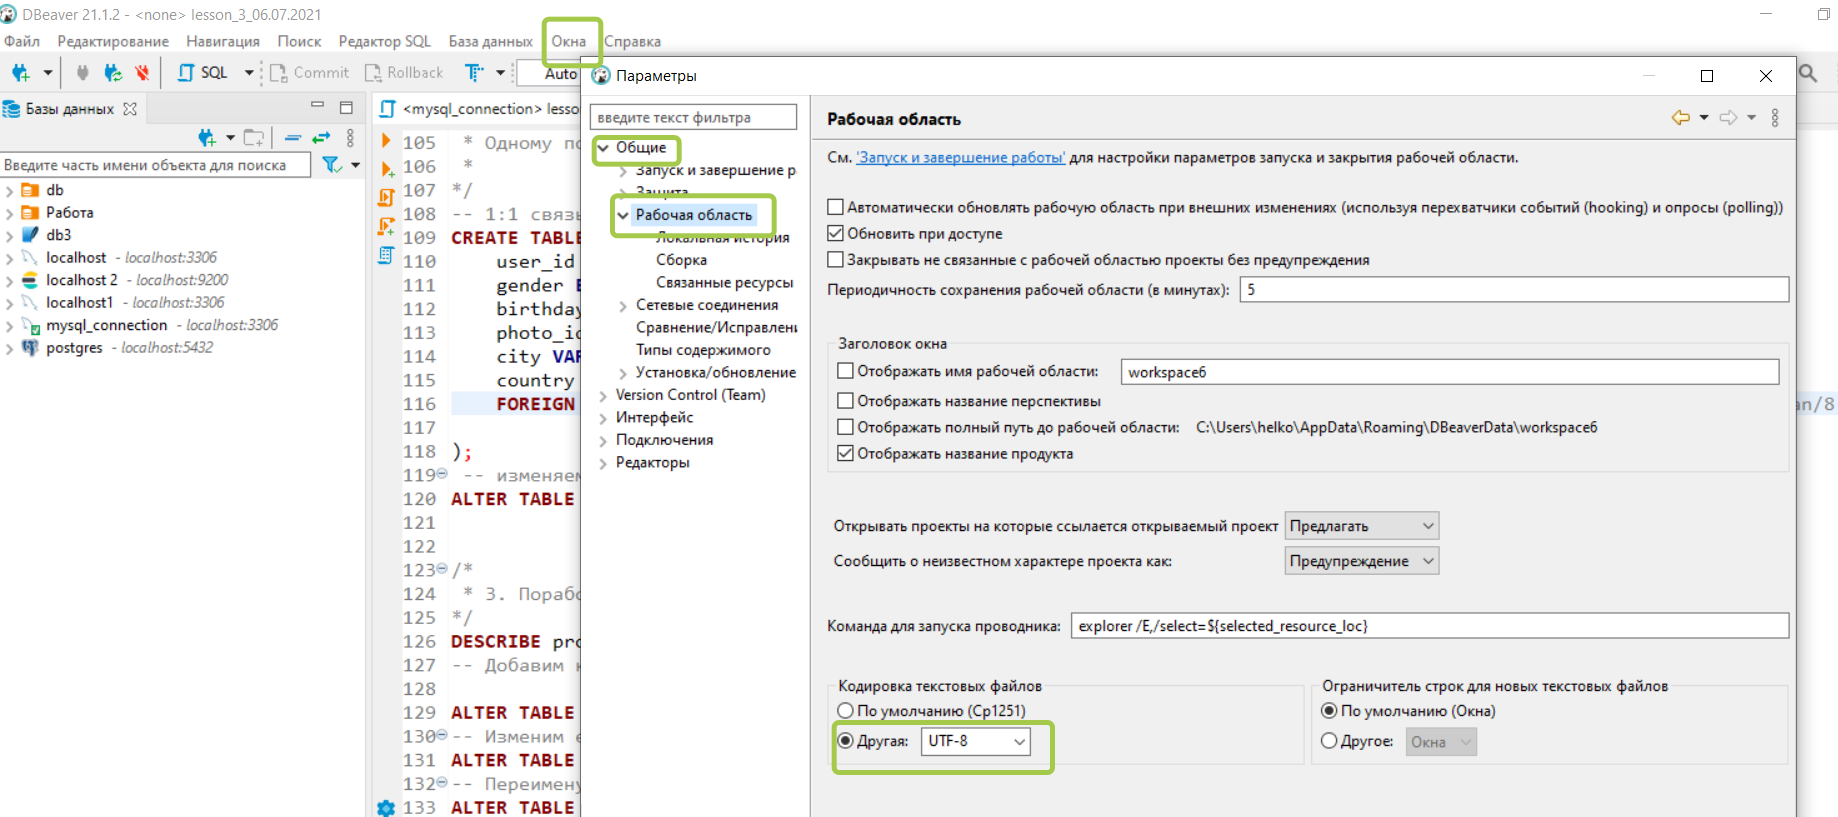 DBeaver 21.1.2 - <none> lesson_3_06.07.2021
Файл Редактирование Навигация Поиск Редактор SQL База данных Окна Справка
SQL Commit Rollback Auto
Базы данных
Введите часть имени объекта для поиска
db
Работа
db3
localhost - localhost:3306
localhost 2 - localhost:9200
localhost1 - localhost:3306
mysql_connection - localhost:3306
postgres - localhost:5432
<mysql_connection> lesso
105 * Одному по
106 *
107 */
108 -- 1:1 связь
109 CREATE TABLE
110 user_id
111 gender E
112 birthday
113 photo_id
114 city VAR
115 country
116 FOREIGN
117
118 );
119 -- изменяем
120 ALTER TABLE
121
122
123 /*
124 * 3. Порабо
125 */
126 DESCRIBE pro
127 -- Добавим к
128
129 ALTER TABLE
130 -- Изменим е
131 ALTER TABLE
132 -- Переимену
133 ALTER TABLE
an/8
Параметры
введите текст фильтра
Общие
Запуск и завершение р
Защита
Рабочая область
Локальная история
Сборка
Связанные ресурсы
Сетевые соединения
Сравнение/Исправлени
Типы содержимого
Установка/обновление
Version Control (Team)
Интерфейс
Подключения
Редакторы
Рабочая область
См. 'Запуск и завершение работы' для настройки параметров запуска и закрытия рабочей области.
Автоматически обновлять рабочую область при внешних изменениях (используя перехватчики событий (hooking) и опросы (polling))
Обновить при доступе
Закрывать не связанные с рабочей областью проекты без предупреждения
Периодичность сохранения рабочей области (в минутах): 5
Заголовок окна
Отображать имя рабочей области: workspace6
Отображать название перспективы
Отображать полный путь до рабочей области: C:\Users\helko\AppData\Roaming\DBeaverData\workspace6
Отображать название продукта
Открывать проекты на которые ссылается открываемый проект Предлагать
Сообщить о неизвестном характере проекта как: Предупреждение
Команда для запуска проводника: explorer /E,/select=${selected_resource_loc}
Кодировка текстовых файлов
По умолчанию (Cp1251)
Другая: UTF-8
Ограничитель строк для новых текстовых файлов
По умолчанию (Окна)
Другое: Окна